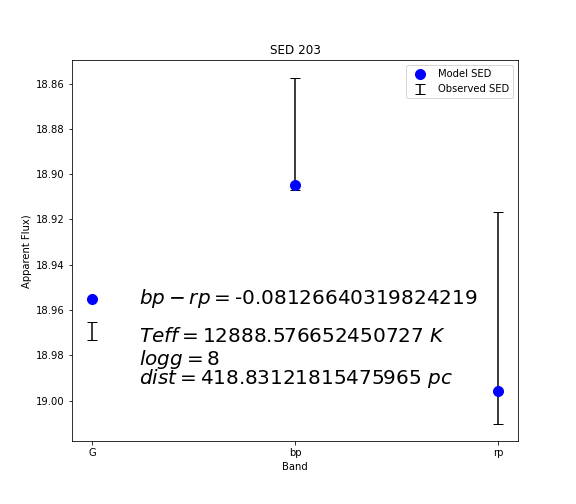 SED 203
Model SED
Observed SED
18.86
18.88
18.90
18.92
18.94
18.96
18.98
19.00
Apparent Flux)
bp − rp = -0.08126640319824219
Teff = 12888.576652450727 K
logg = 8
dist = 418.83121815475965 pc
G
bp
rp
Band